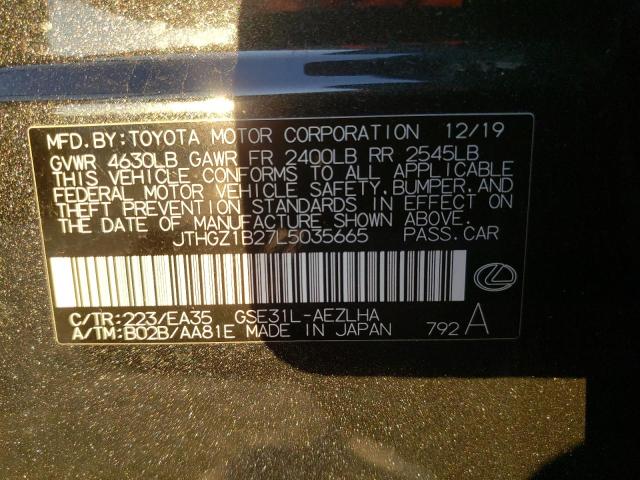 MFD.BY:TOYOTA MOTOR CORPORATION 12/19
GVWR 4630LB GAWR FR 2400LB RR 2545LB
THIS VEHICLE CONFORMS TO ALL APPLICABLE
FEDERAL MOTOR VEHICLE SAFETY,BUMPER,AND
THEFT PREVENTION STANDARDS IN EFFECT ON
THE DATE OF MANUFACTURE SHOWN ABOVE.
JTHGZ1B27L5035665 PASS.CAR
C/TR:223/EA35 GSE31L-AEZLHA
A/TM:B02B/AA81E MADE IN JAPAN 792 A